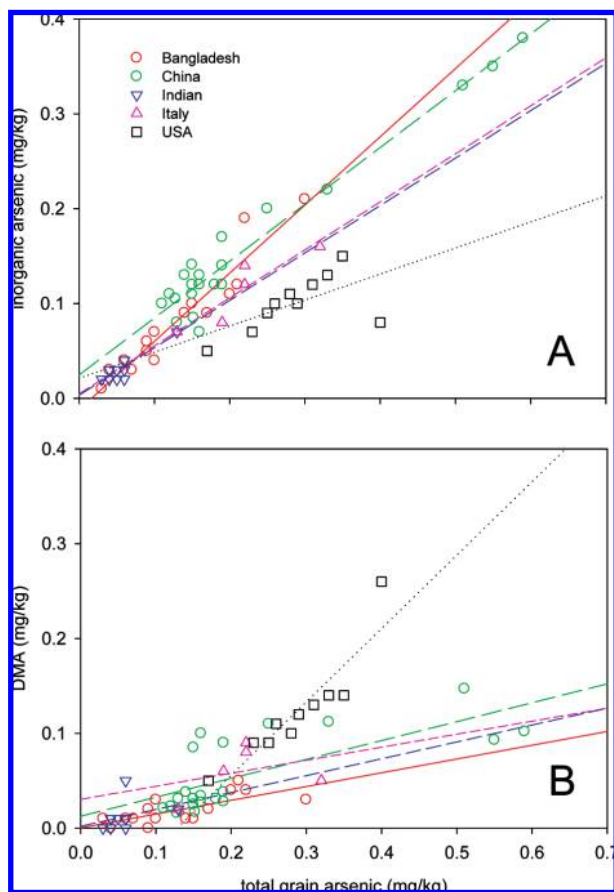 0.4
Bangladesh
China
Indian
Italy
USA
0.3
0.2
0.1
0.0
inorganic arsenic (mg/kg)
A
0.4
0.3
0.2
0.1
0.0
DMA (mg/kg)
B
0.0 0.1 0.2 0.3 0.4 0.5 0.6 0.7
total grain arsenic (mg/kg)